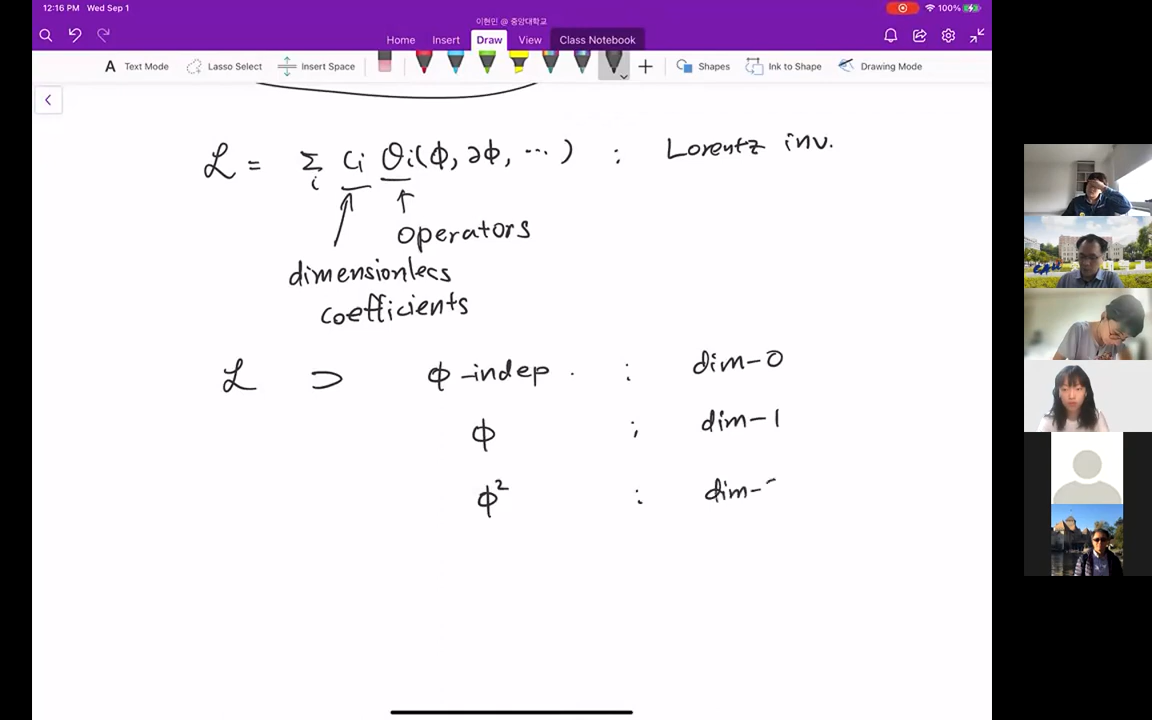 12:16 PM Wed Sep 1
100%
이현민 @ 중앙대학교
Home Insert Draw View Class Notebook
Text Mode Lasso Select Insert Space Shapes Ink to Shape Drawing Mode
ℒ = Σ_i Ci Oi(ϕ, ∂ϕ, ⋯) : Lorentz inv.
operators
dimensionless
coefficients
ℒ ⊃ ϕ-indep. : dim-0
ϕ ; dim-1
ϕ² : dim-